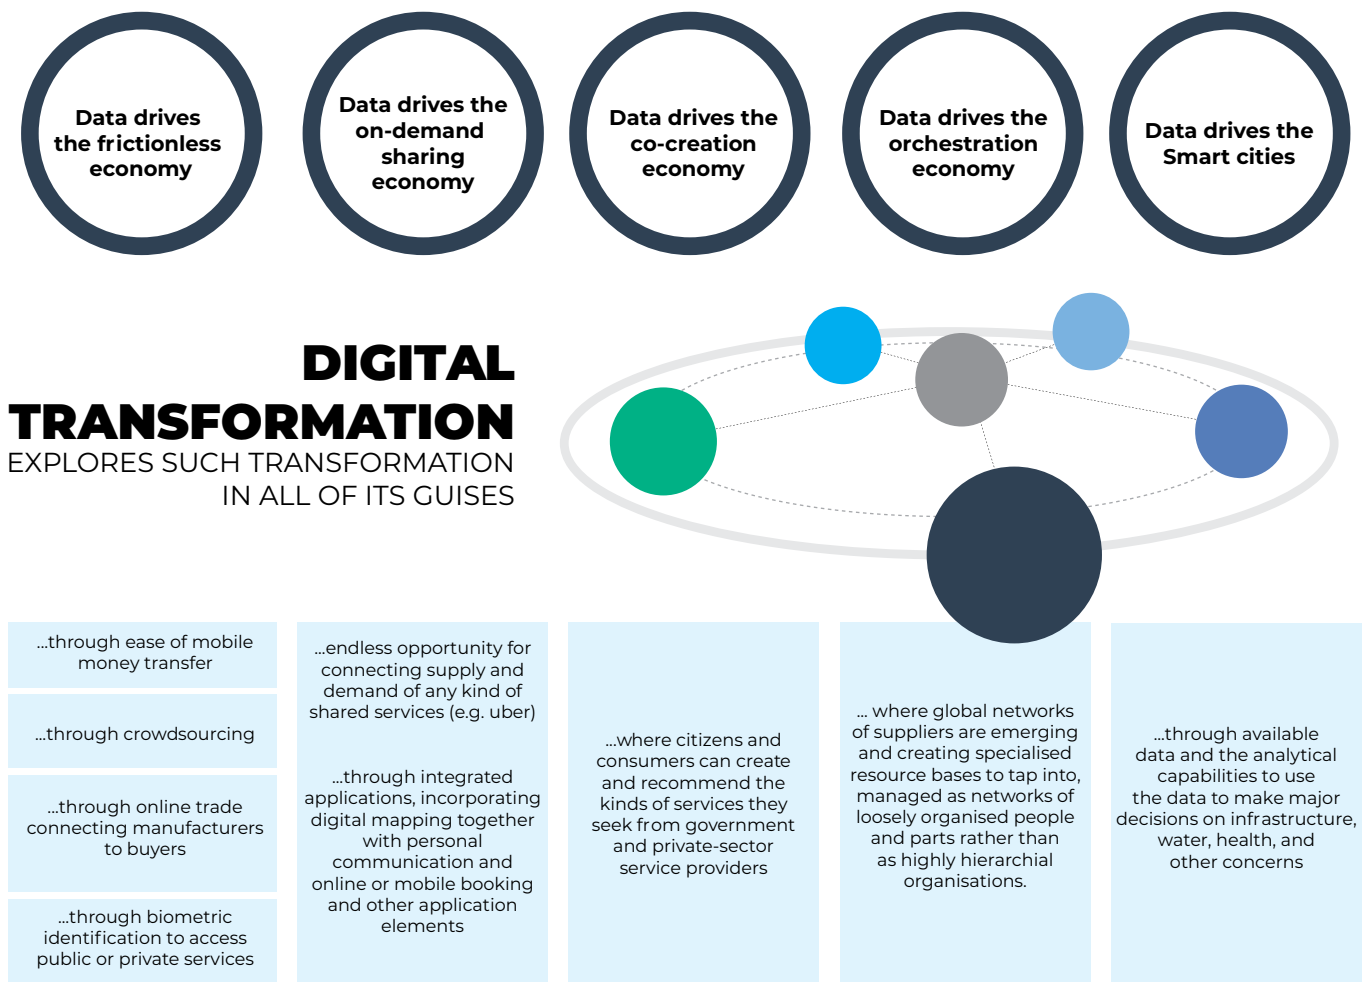 Data drives
the frictionless
economy
Data drives the
on-demand
sharing
economy
Data drives the
co-creation
economy
Data drives the
orchestration
economy
Data drives the
Smart cities
DIGITAL
TRANSFORMATION
EXPLORES SUCH TRANSFORMATION
IN ALL OF ITS GUISES
...through ease of mobile
money transfer
...through crowdsourcing
...through online trade
connecting manufacturers
to buyers
...through biometric
identification to access
public or private services
...endless opportunity for
connecting supply and
demand of any kind of
shared services (e.g. uber)
...through integrated
applications, incorporating
digital mapping together
with personal
communication and
online or mobile booking
and other application
elements
...where citizens and
consumers can create
and recommend the
kinds of services they
seek from government
and private-sector
service providers
... where global networks
of suppliers are emerging
and creating specialised
resource bases to tap into,
managed as networks of
loosely organised people
and parts rather than
as highly hierarchial
organisations.
...through available
data and the analytical
capabilities to use
the data to make major
decisions on infrastructure,
water, health, and
other concerns